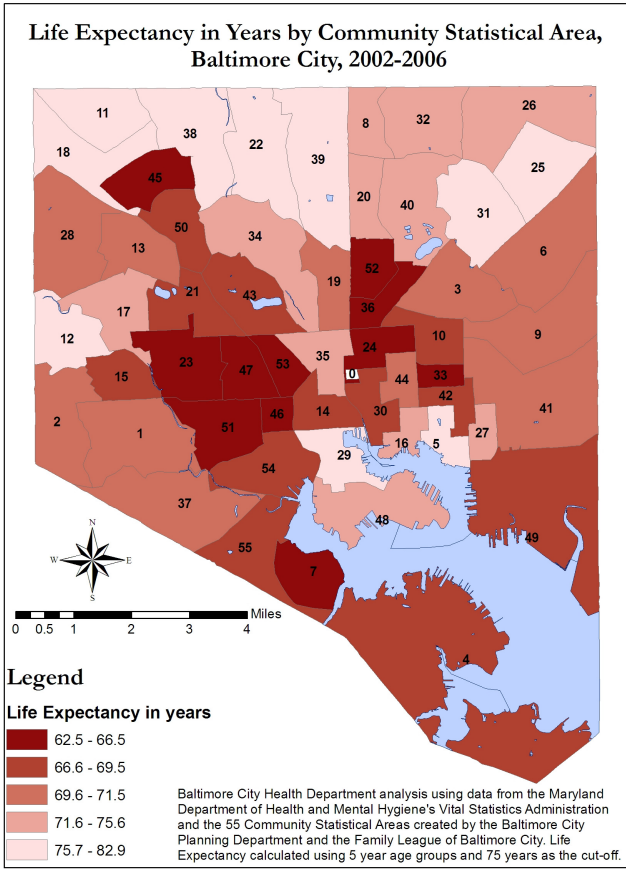 Life Expectancy in Years by Community Statistical Area,
Baltimore City, 2002-2006
11
8
32
26
38
22
18
39
25
45
20
40
31
50
34
28
13
6
52
19
3
21
43
36
17
12
9
10
24
35
23
47
53
0
33
15
44
42
46
14
30
41
2
1
51
27
16
5
29
54
37
48
49
55
7
4
N
W E
S
Miles
0 0.5 1 2 3 4
Legend
Life Expectancy in years
62.5 - 66.5
66.6 - 69.5
69.6 - 71.5
71.6 - 75.6
75.7 - 82.9
Baltimore City Health Department analysis using data from the Maryland
Department of Health and Mental Hygiene's Vital Statistics Administration
and the 55 Community Statistical Areas created by the Baltimore City
Planning Department and the Family League of Baltimore City. Life
Expectancy calculated using 5 year age groups and 75 years as the cut-off.